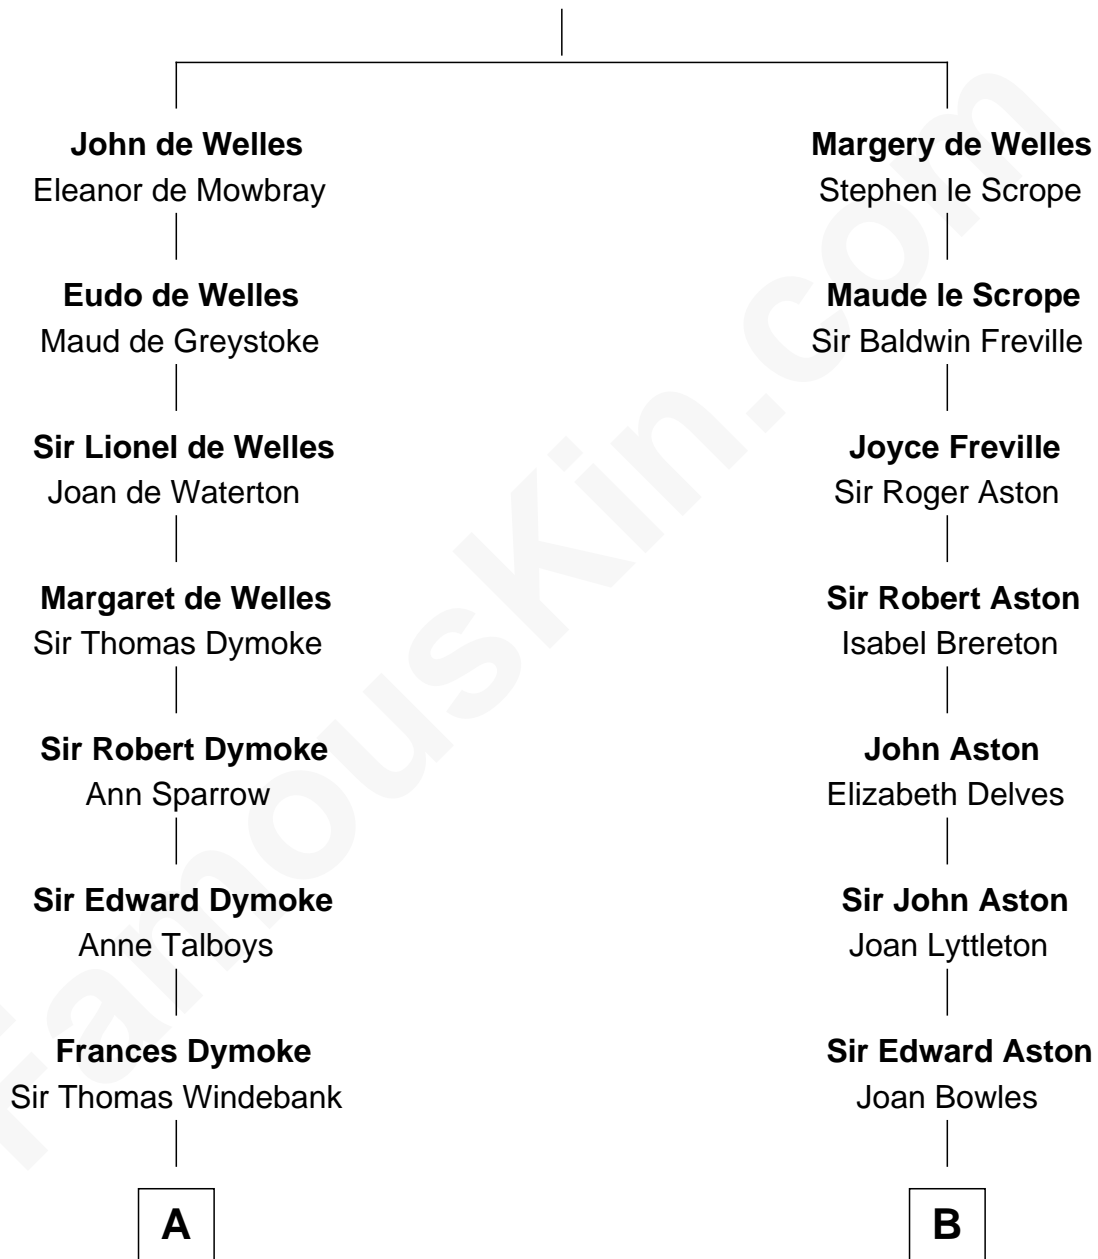 John de Welles
Eleanor de Mowbray
Eudo de Welles
Maud de Greystoke
Sir Lionel de Welles
Joan de Waterton
Margaret de Welles
Sir Thomas Dymoke
Sir Robert Dymoke
Ann Sparrow
Sir Edward Dymoke
Anne Talboys
Frances Dymoke
Sir Thomas Windebank
A
Margery de Welles
Stephen le Scrope
Maude le Scrope
Sir Baldwin Freville
Joyce Freville
Sir Roger Aston
Sir Robert Aston
Isabel Brereton
John Aston
Elizabeth Delves
Sir John Aston
Joan Lyttleton
Sir Edward Aston
Joan Bowles
B
FamousKin.com